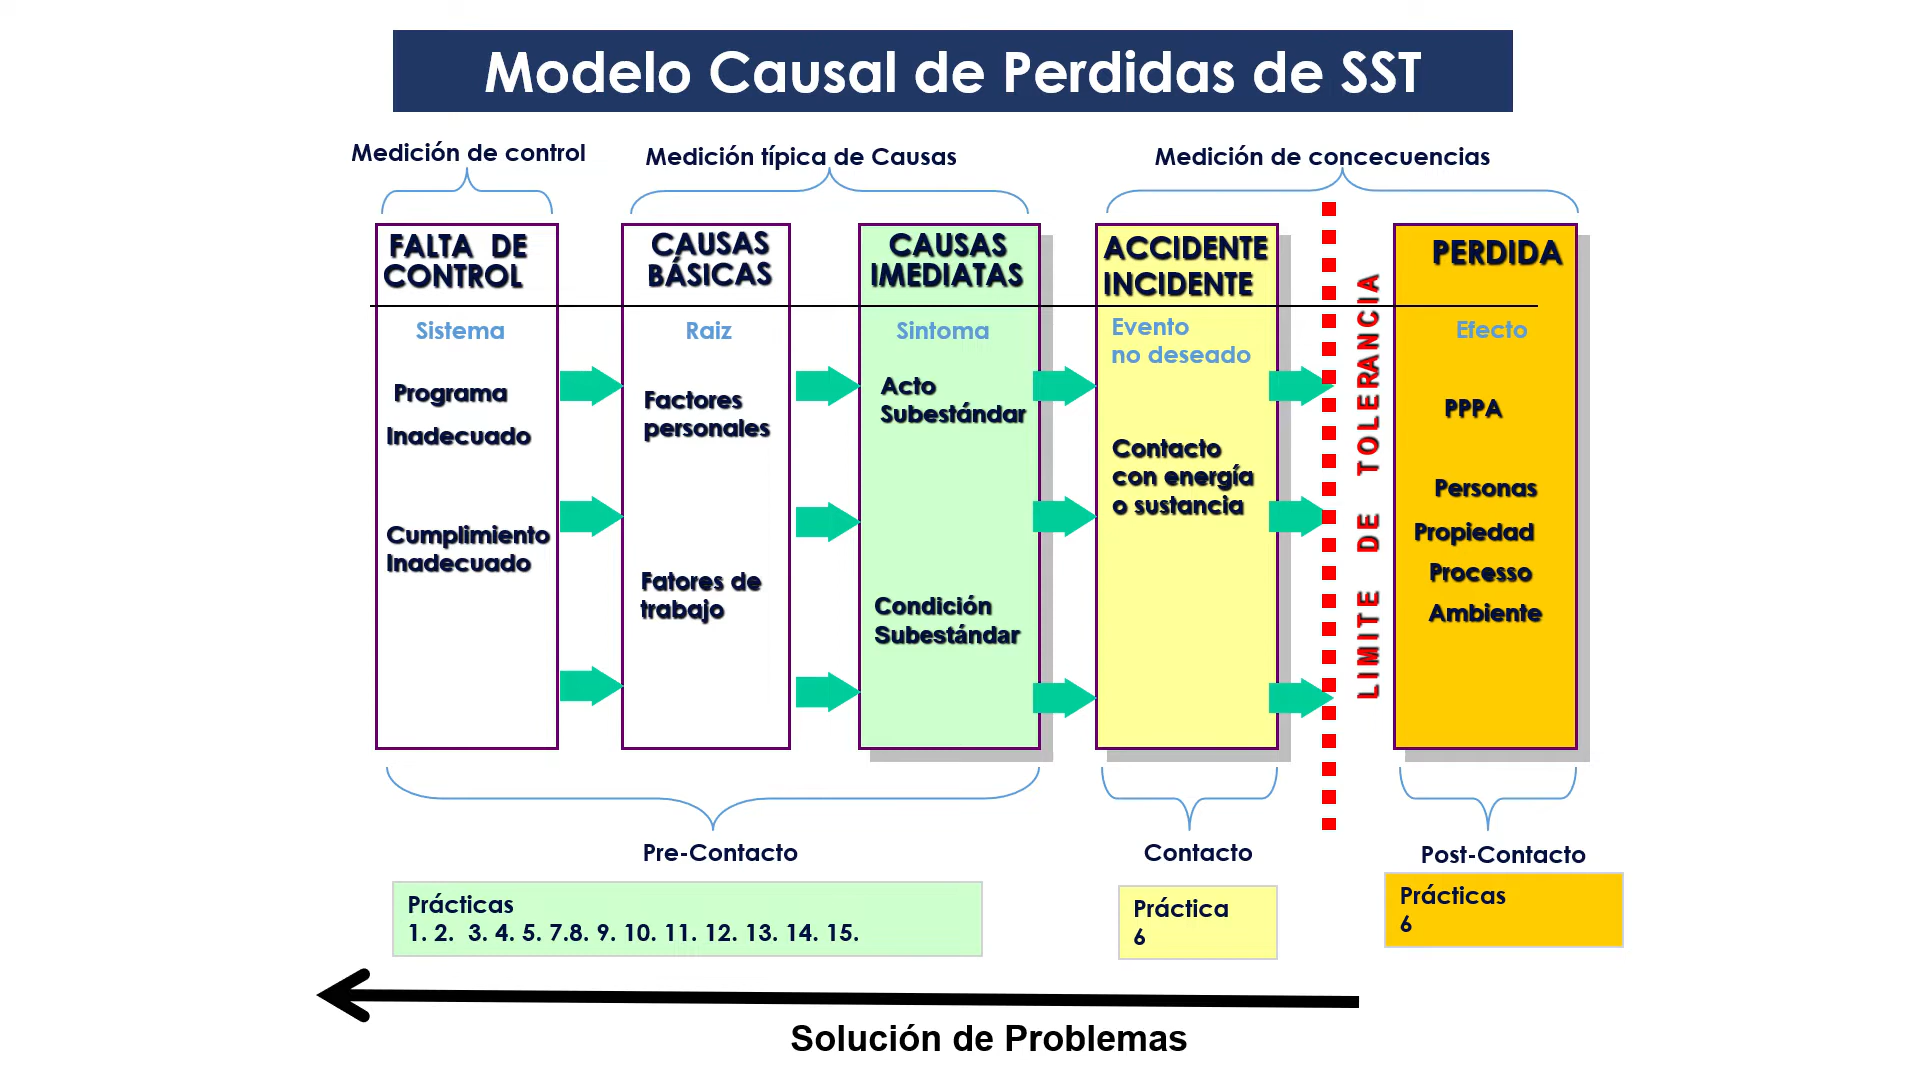 Modelo Causal de Perdidas de SST
Medición de control
Medición típica de Causas
Medición de concecuencias
FALTA DE
CONTROL
Sistema
Programa
Inadecuado
Cumplimiento
Inadecuado
CAUSAS
BÁSICAS
Raiz
Factores
personales
Fatores de
trabajo
CAUSAS
IMEDIATAS
Sintoma
Acto
Subestándar
Condición
Subestándar
ACCIDENTE
INCIDENTE
Evento
no deseado
Contacto
con energía
o sustancia
LIMITE DE TOLERANCIA
PERDIDA
Efecto
PPPA
Personas
Propiedad
Processo
Ambiente
Pre-Contacto
Contacto
Post-Contacto
Prácticas
1. 2. 3. 4. 5. 7.8. 9. 10. 11. 12. 13. 14. 15.
Práctica
6
Prácticas
6
Solución de Problemas